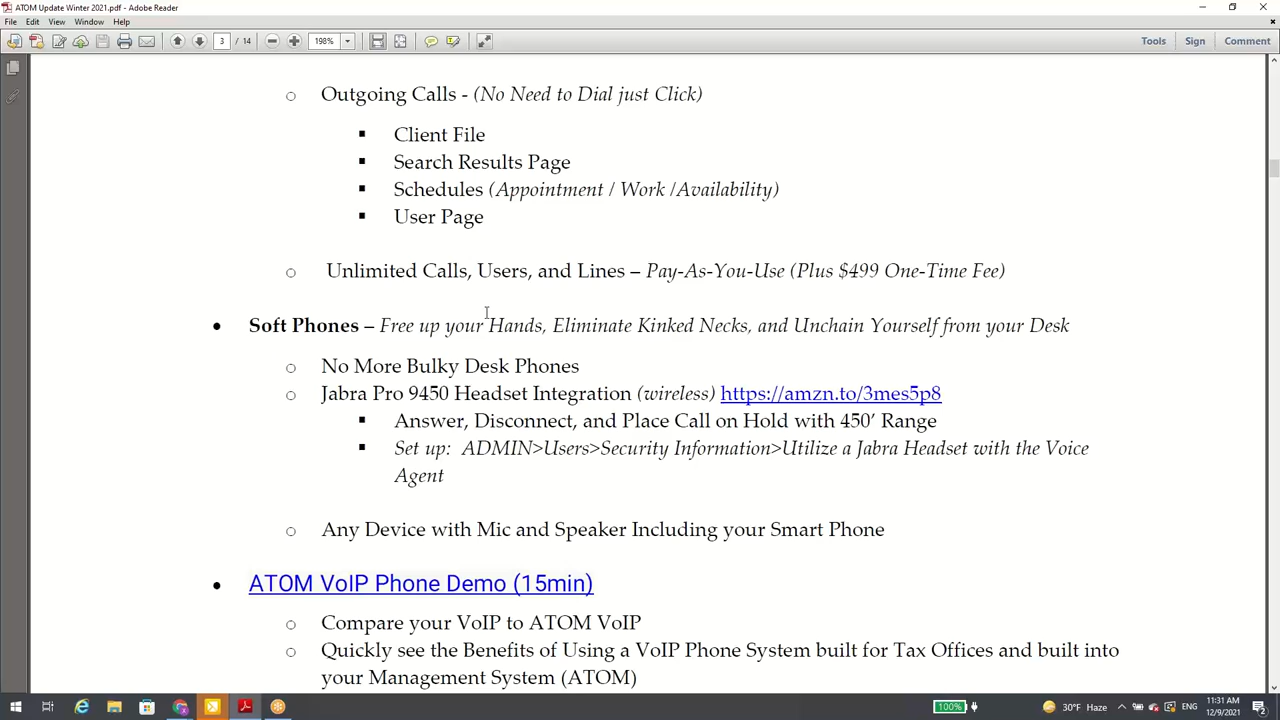 ATOM Update Winter 2021.pdf - Adobe Reader
File Edit View Window Help
3 / 14 198% Tools Sign Comment
Outgoing Calls - (No Need to Dial just Click)
Client File
Search Results Page
Schedules (Appointment / Work /Availability)
User Page
Unlimited Calls, Users, and Lines – Pay-As-You-Use (Plus $499 One-Time Fee)
Soft Phones – Free up your Hands, Eliminate Kinked Necks, and Unchain Yourself from your Desk
No More Bulky Desk Phones
Jabra Pro 9450 Headset Integration (wireless) https://amzn.to/3mes5p8
Answer, Disconnect, and Place Call on Hold with 450’ Range
Set up: ADMIN>Users>Security Information>Utilize a Jabra Headset with the Voice
Agent
Any Device with Mic and Speaker Including your Smart Phone
ATOM VoIP Phone Demo (15min)
Compare your VoIP to ATOM VoIP
Quickly see the Benefits of Using a VoIP Phone System built for Tax Offices and built into
your Management System (ATOM)
100% 30°F Haze 11:31 AM
12/9/2021 2